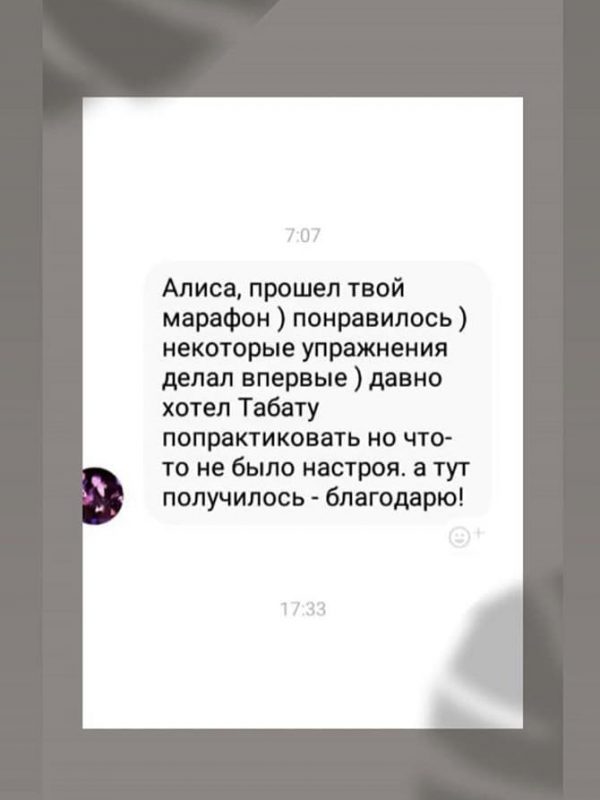 7:07
Алиса, прошел твой
марафон ) понравилось )
некоторые упражнения
делал впервые ) давно
хотел Табату
попрактиковать но что-
то не было настроя. а тут
получилось - благодарю!
17:33